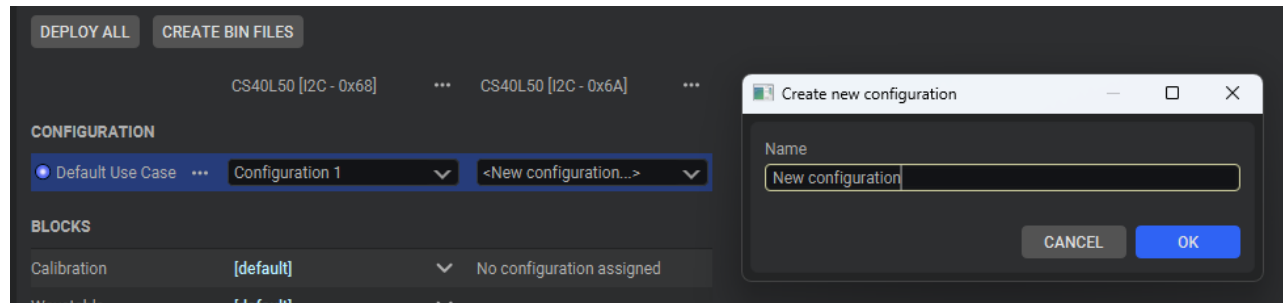 DEPLOY ALL CREATE BIN FILES
CS40L50 [I2C - 0x68] ••• CS40L50 [I2C - 0x6A] •••
CONFIGURATION
Default Use Case ••• Configuration 1 <New configuration...>
BLOCKS
Calibration [default] No configuration assigned
Create new configuration
Name
New configuration
CANCEL OK